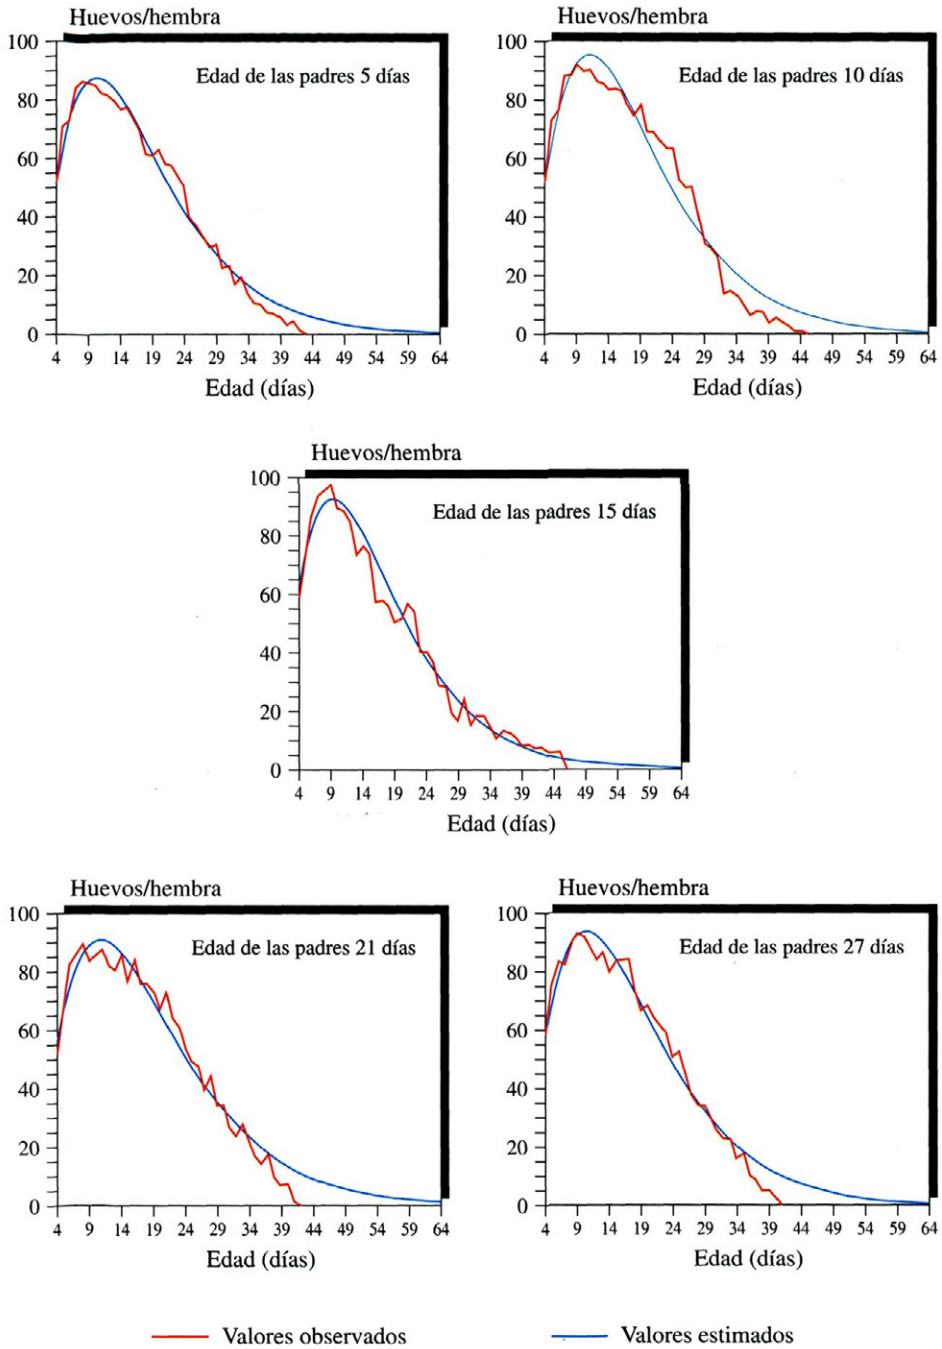 Huevos/hembra
100
80
60
40
20
0
Edad de las padres 5 días
4 9 14 19 24 29 34 39 44 49 54 59 64
Edad (días)
Huevos/hembra
100
80
60
40
20
0
Edad de las padres 10 días
4 9 14 19 24 29 34 39 44 49 54 59 64
Edad (días)
Huevos/hembra
100
80
60
40
20
0
Edad de las padres 15 días
4 9 14 19 24 29 34 39 44 49 54 59 64
Edad (días)
Huevos/hembra
100
80
60
40
20
0
Edad de las padres 21 días
4 9 14 19 24 29 34 39 44 49 54 59 64
Edad (días)
Huevos/hembra
100
80
60
40
20
0
Edad de las padres 27 días
4 9 14 19 24 29 34 39 44 49 54 59 64
Edad (días)
Valores observados
Valores estimados